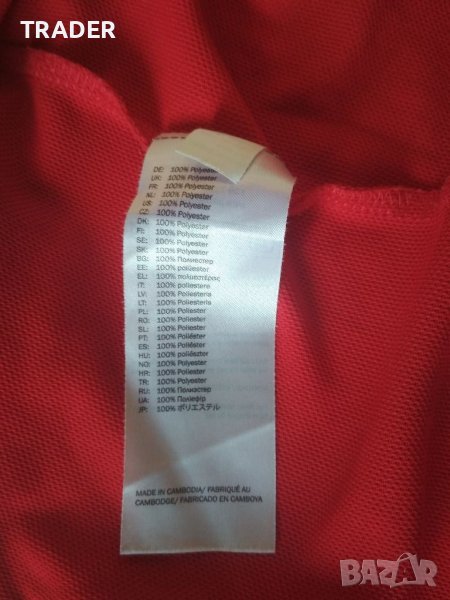 TRADER
DE: 100% Polyester
UK: 100% Polyester
FR: 100% Polyester
NL: 100% Polyester
US: 100% Polyester
CZ: 100% Polyester
DK: 100% Polyester
FI: 100% Polyester
SE: 100% Polyester
SK: 100% Polyester
BG: 100% Полиестер
EE: 100% polüester
EL: 100% πολυεστέρας
IT: 100% poliestere
LV: 100% Poliesteris
LT: 100% Poliesteris
PL: 100% Poliester
RO: 100% Poliester
SL: 100% Poliester
PT: 100% Poliéster
ES: 100% Poliéster
HU: 100% poliészter
NO: 100% Polyester
HR: 100% Poliester
TR: 100% Polyester
RU: 100% Полиэстер
UA: 100% Поліефір
JP: 100% ポリエステル
MADE IN CAMBODIA/ FABRIQUÉ AU
CAMBODGE/ FABRICADO EN CAMBOYA
BAZAR